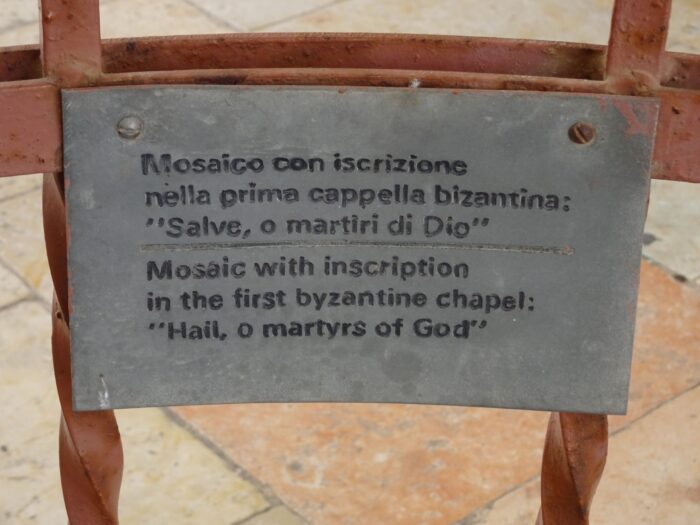 Mosaico con iscrizione
nella prima cappella bizantina:
"Salve, o martiri di Dio"
Mosaic with inscription
in the first byzantine chapel:
"Hail, o martyrs of God"